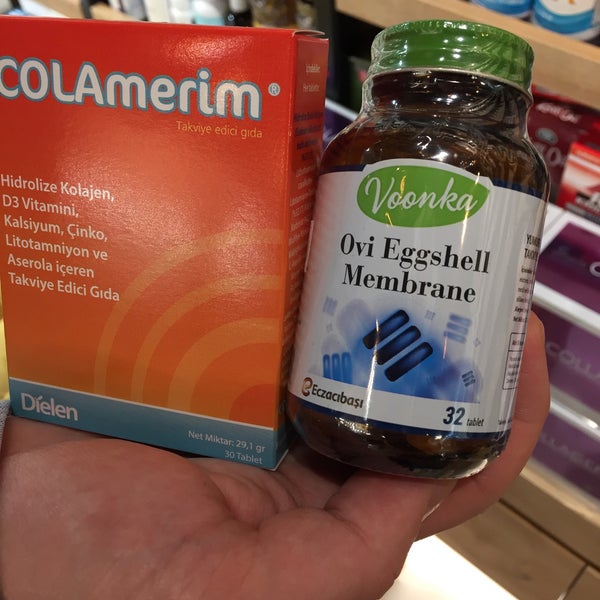 COLAmerim®
Takviye edici gıda
Hidrolize Kolajen,
D3 Vitamini,
Kalsiyum, Çinko,
Litotamniyon ve
Aserola içeren
Takviye Edici Gıda
Díelen
Net Miktar: 29,1 gr
30 Tablet
Voonka
Ovi Eggshell
Membrane
Eczacıbaşı
32 tablet